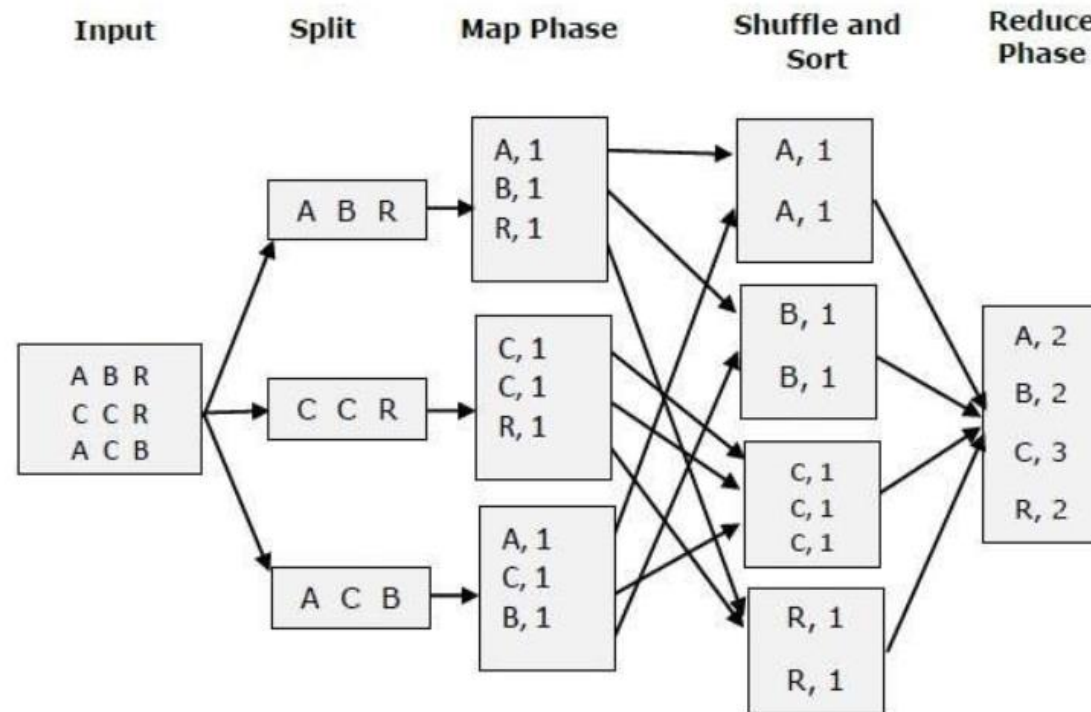 Input
Split
Map Phase
Shuffle and
Sort
Reduce
Phase
A B R
C C R
A C B
A B R
C C R
A C B
A, 1
B, 1
R, 1
C, 1
C, 1
R, 1
A, 1
C, 1
B, 1
A, 1
A, 1
B, 1
B, 1
C, 1
C, 1
C, 1
R, 1
R, 1
A, 2
B, 2
C, 3
R, 2